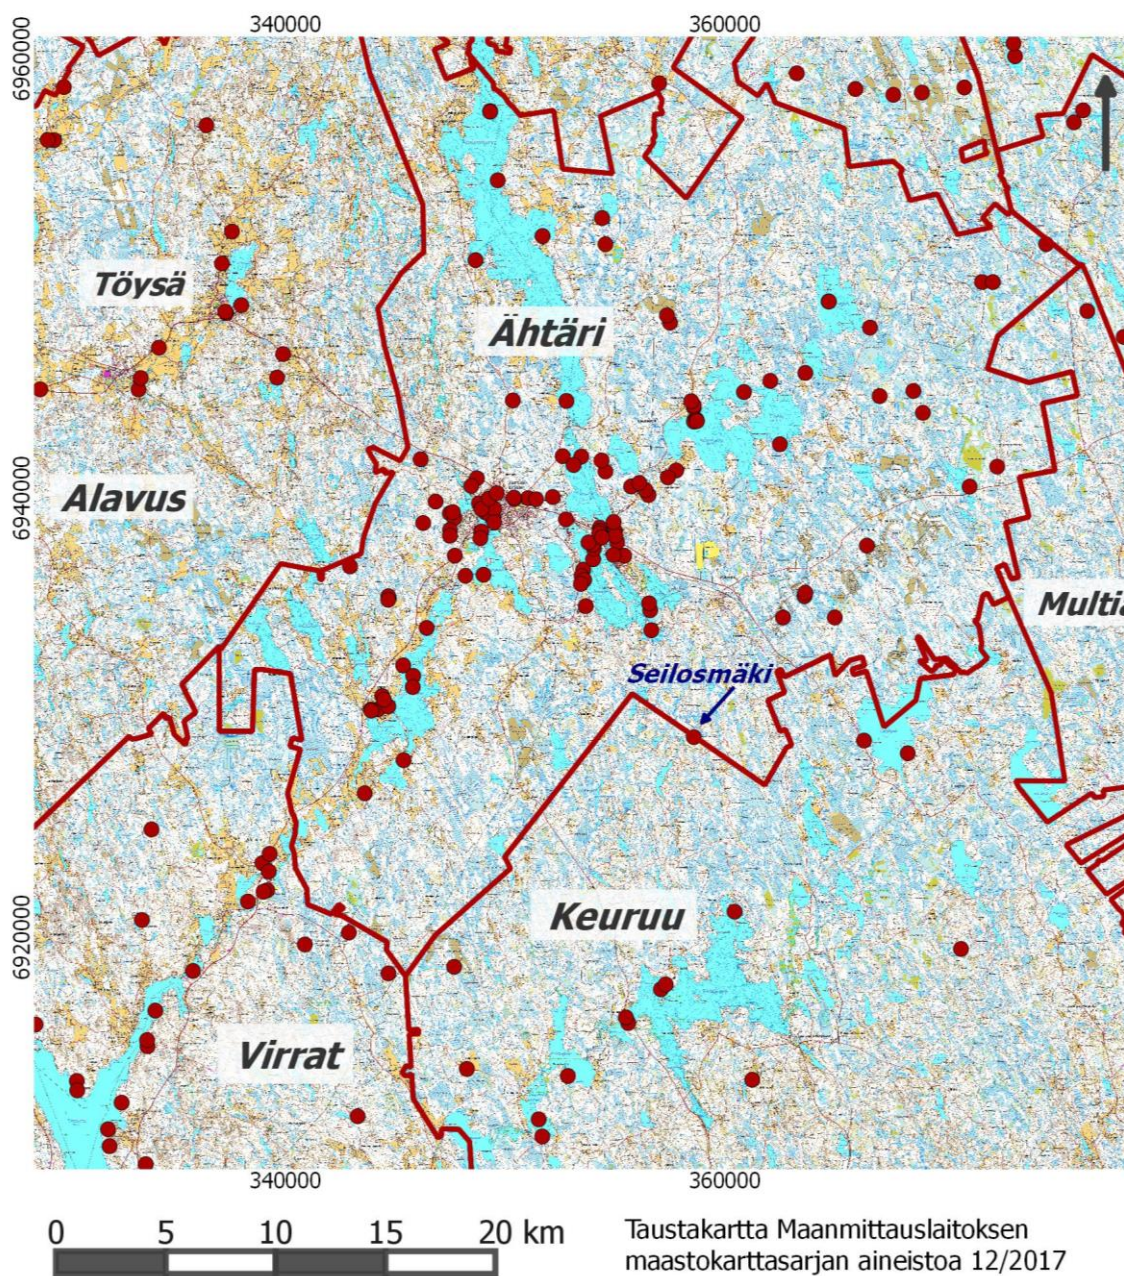 340000 360000
6960000
Töysä
Ähtäri
Alavus
6940000
Multia
Seilosmäki
Keuruu
6920000
Virrat
340000 360000
0 5 10 15 20 km
Taustakartta Maanmittauslaitoksen
maastokarttasarjan aineistoa 12/2017